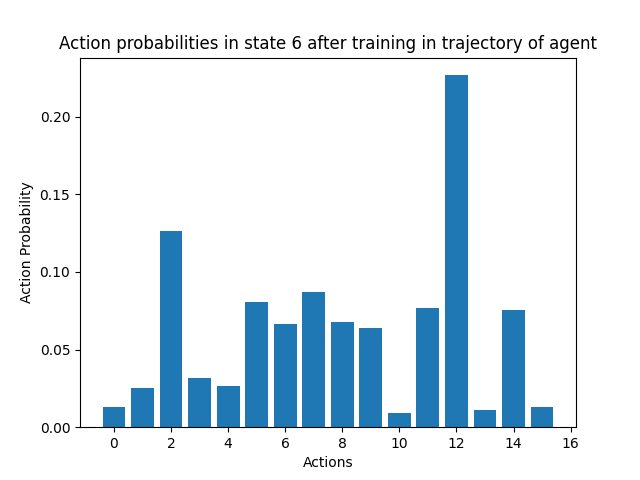 Action probabilities in state 6 after training in trajectory of agent
0.20
0.15
0.10
0.05
0.00
Action Probability
0 2 4 6 8 10 12 14 16
Actions